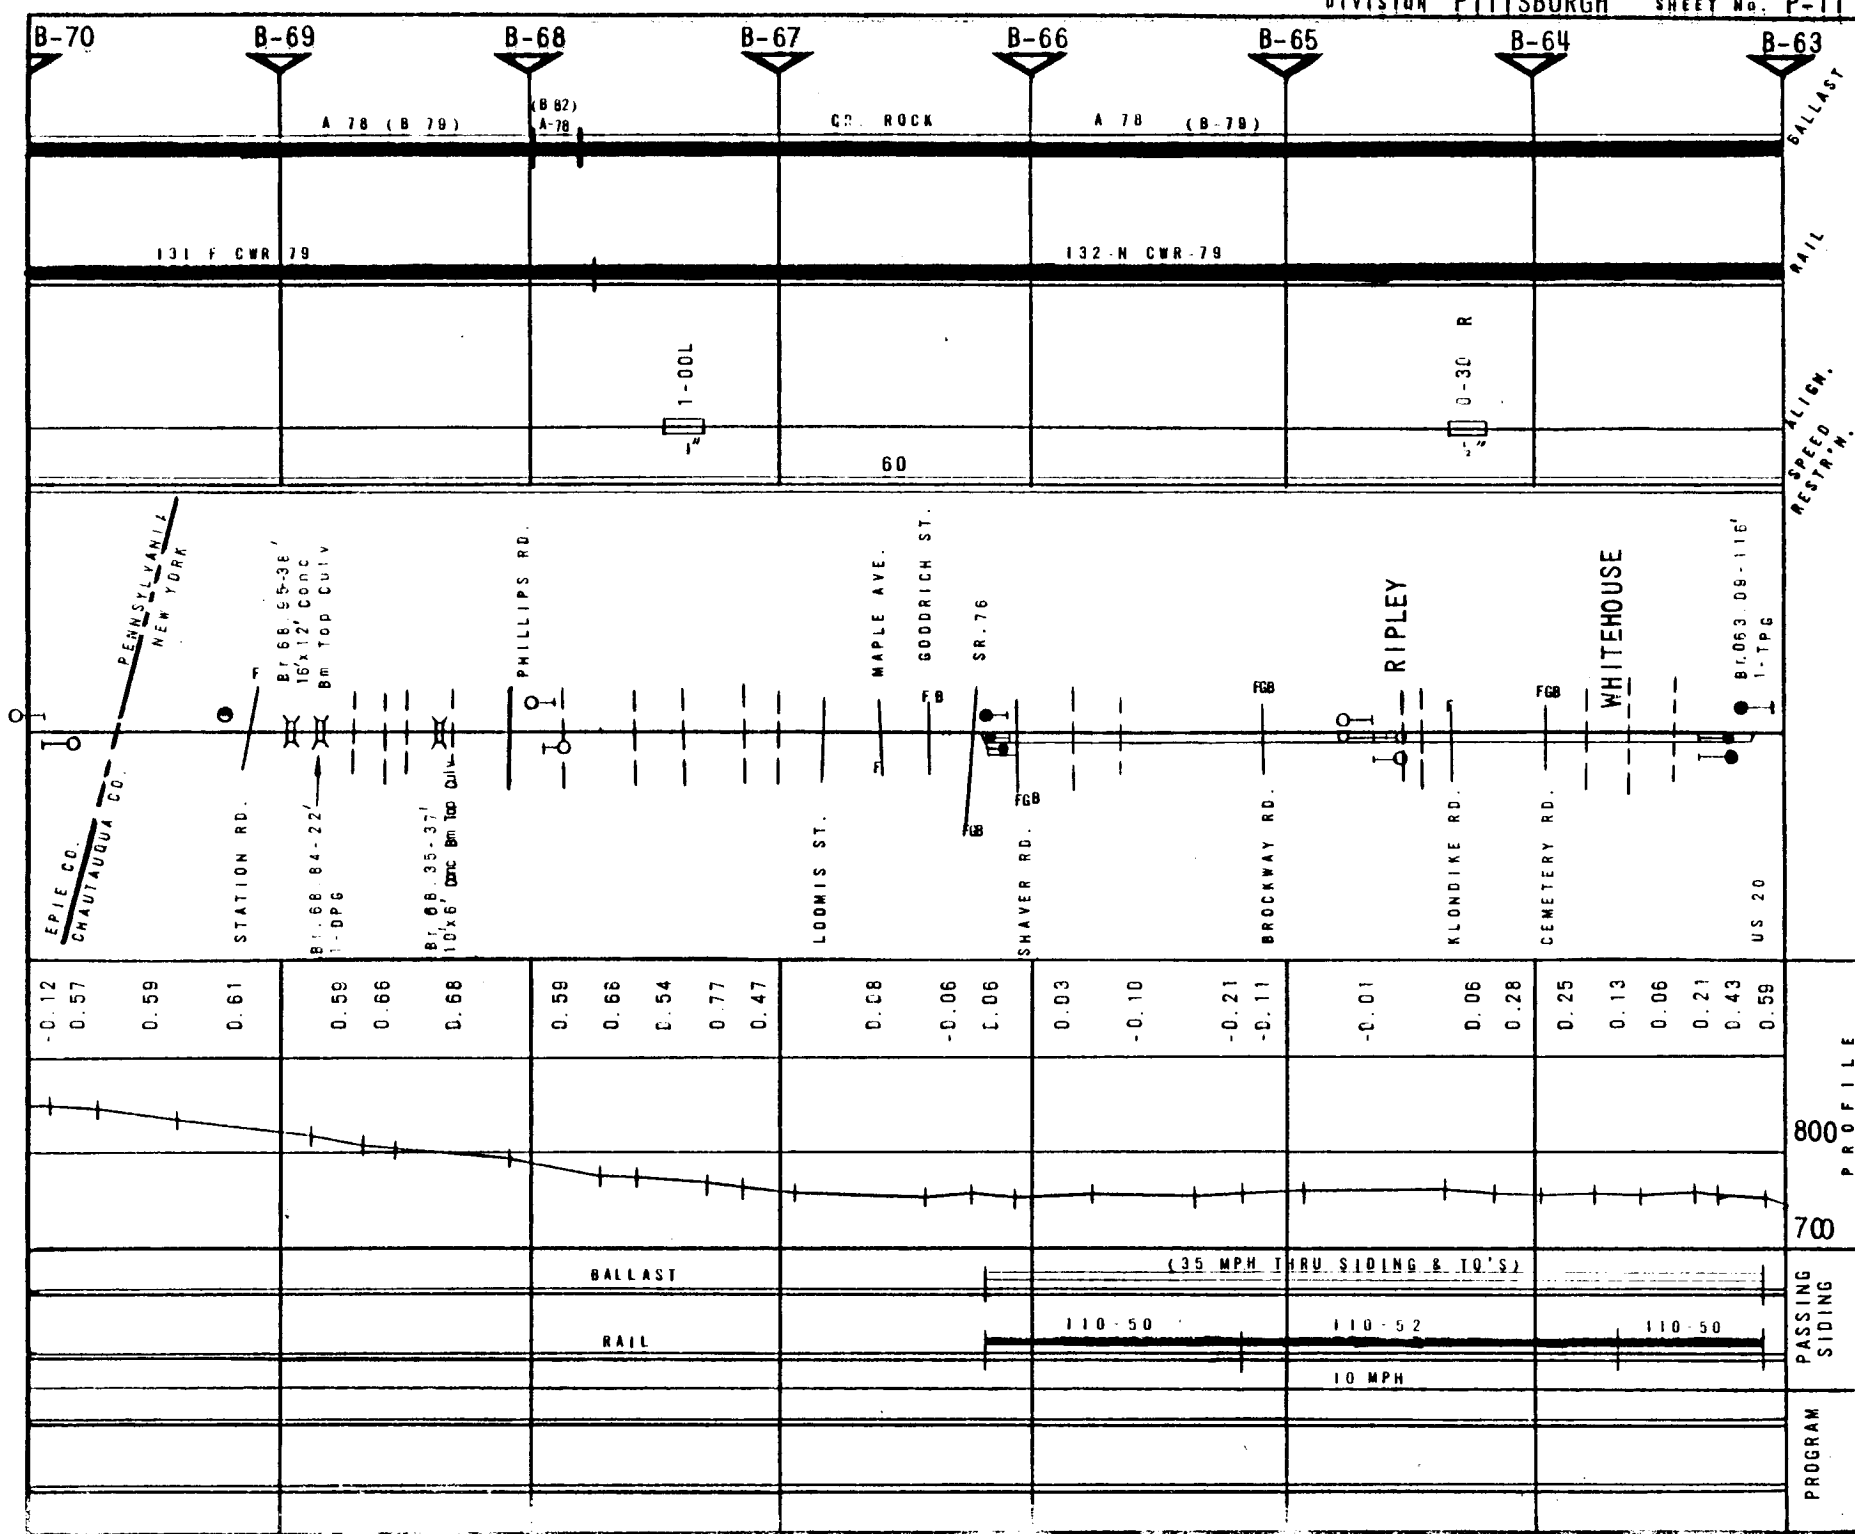 DIVISION PITTSBURGH SHEET No. P-11
B-70 B-69 B-68 B-67 B-66 B-65 B-64 B-63
BALLAST
A 78 (B 79)
(B 82)
A-78
CR. ROCK
A 78 (B-79)
RAIL
131 F CWR 79
132-N CWR-79
ALIGN.
1-00L
1"
0-30 R
SPEED RESTR'N.
60
PENNSYLVANIA
NEW YORK
ERIE CO.
CHAUTAUQUA CO.
STATION RD.
F
Br 68.95-38'
16'x12' Conc
Bm Top Culv
Br.68.84-22'
1-DPG
Br.68.35-37'
10'x6' Conc Bm Top Culv
PHILLIPS RD.
LOOMIS ST.
MAPLE AVE.
F
GOODRICH ST.
FB
SR.76
FGB
SHAVER RD.
FGB
BROCKWAY RD.
FGB
RIPLEY
KLONDIKE RD.
F
CEMETERY RD.
FGB
WHITEHOUSE
Br.063.09-116'
1-TPG
US 20
-0.12 0.57 0.59 0.61 0.59 0.66 0.68 0.59 0.66 0.54 0.77 0.47 0.08 -0.06 0.06 0.03 -0.10 -0.21 -0.11 -0.01 0.06 0.28 0.25 0.13 0.06 0.21 0.43 0.59
PROFILE
800
700
PASSING SIDING
BALLAST
(35 MPH THRU SIDING & TO'S)
RAIL
110-50 110-52 110-50
10 MPH
PROGRAM